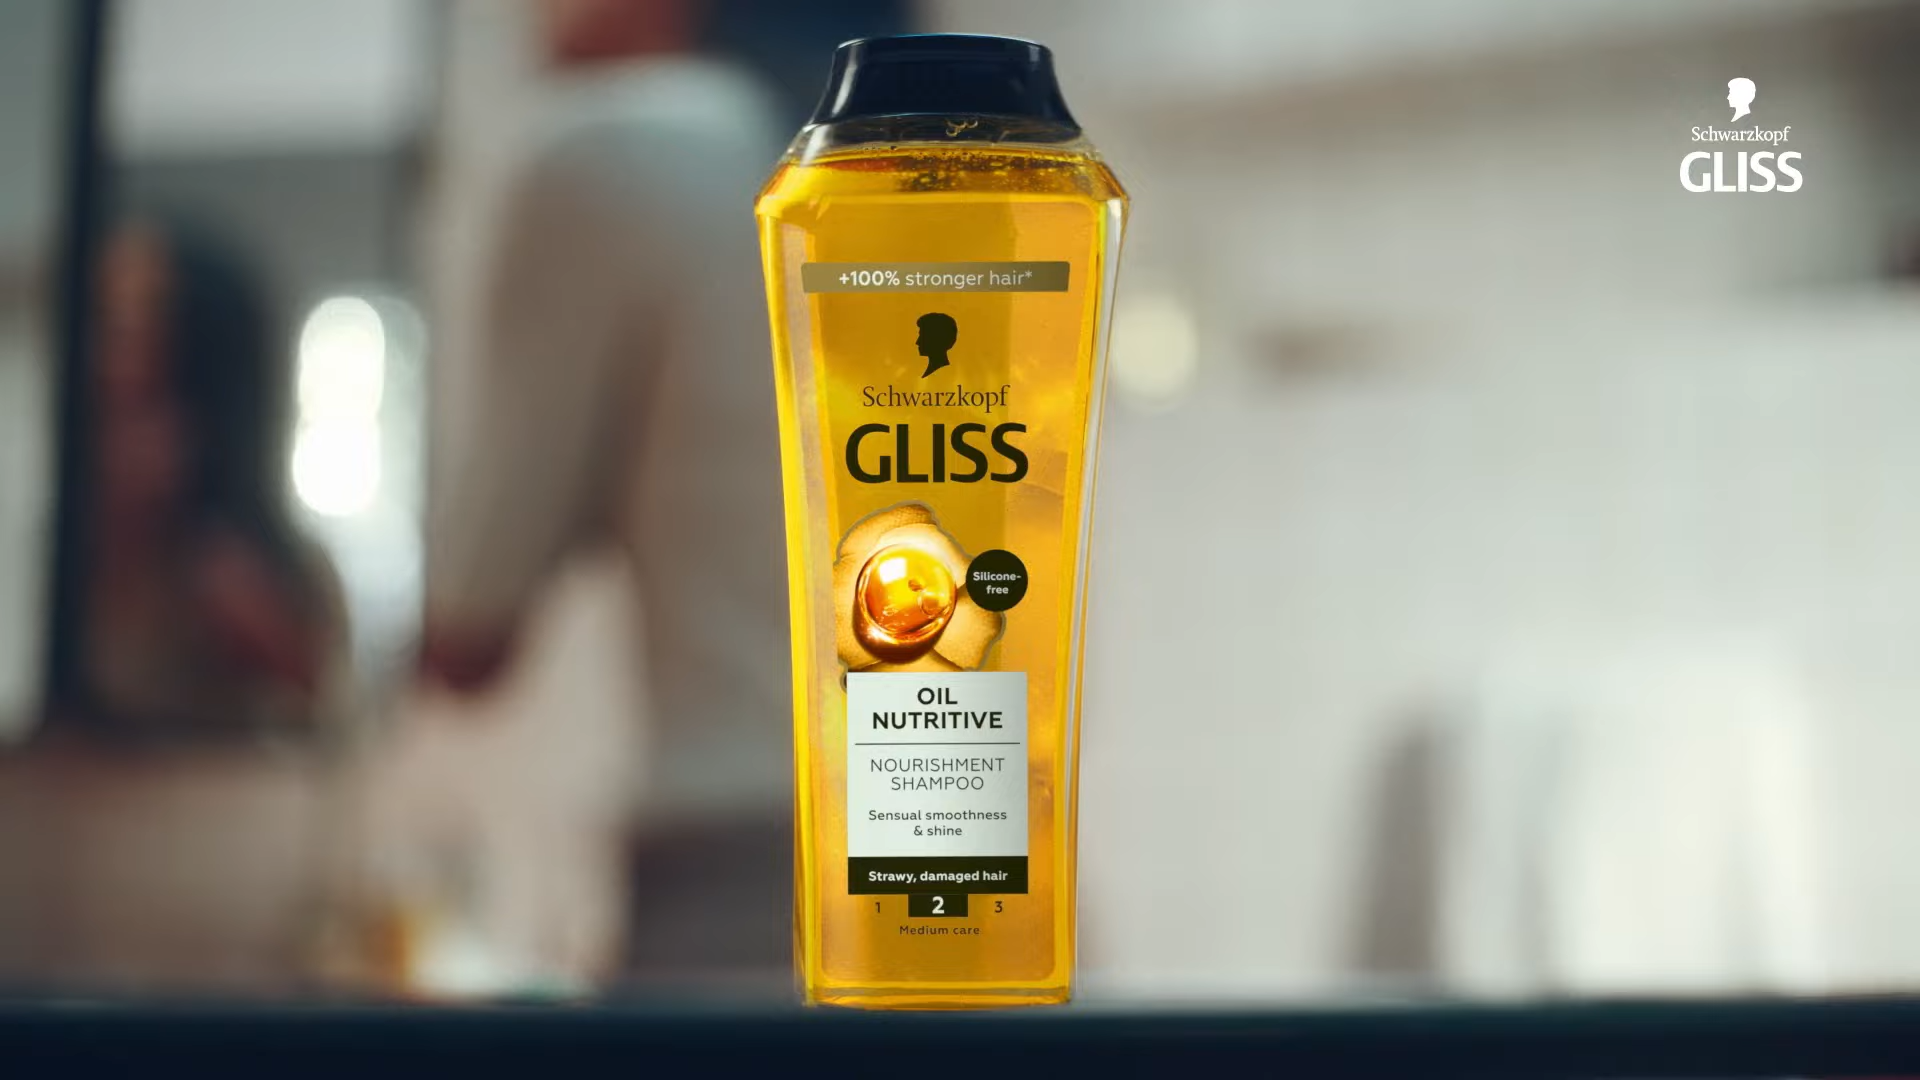 +100% stronger hair*
Schwarzkopf
GLISS
Silicone-
free
OIL
NUTRITIVE
NOURISHMENT
SHAMPOO
Sensual smoothness
& shine
Strawy, damaged hair
1 2 3
Medium care
Schwarzkopf
GLISS